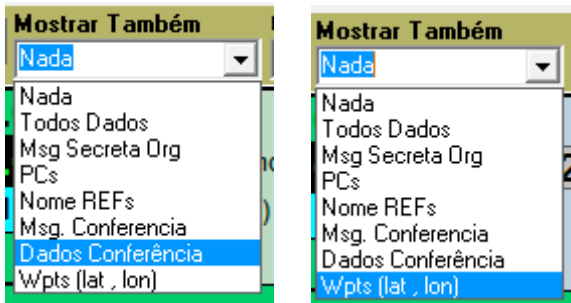 Mostrar Também
Nada
Nada
Todos Dados
Msg Secreta Org
PCs
Nome REFs
Msg. Conferencia
Dados Conferência
Wpts (lat , lon)
Mostrar Também
Nada
Nada
Todos Dados
Msg Secreta Org
PCs
Nome REFs
Msg. Conferencia
Dados Conferência
Wpts (lat , lon)